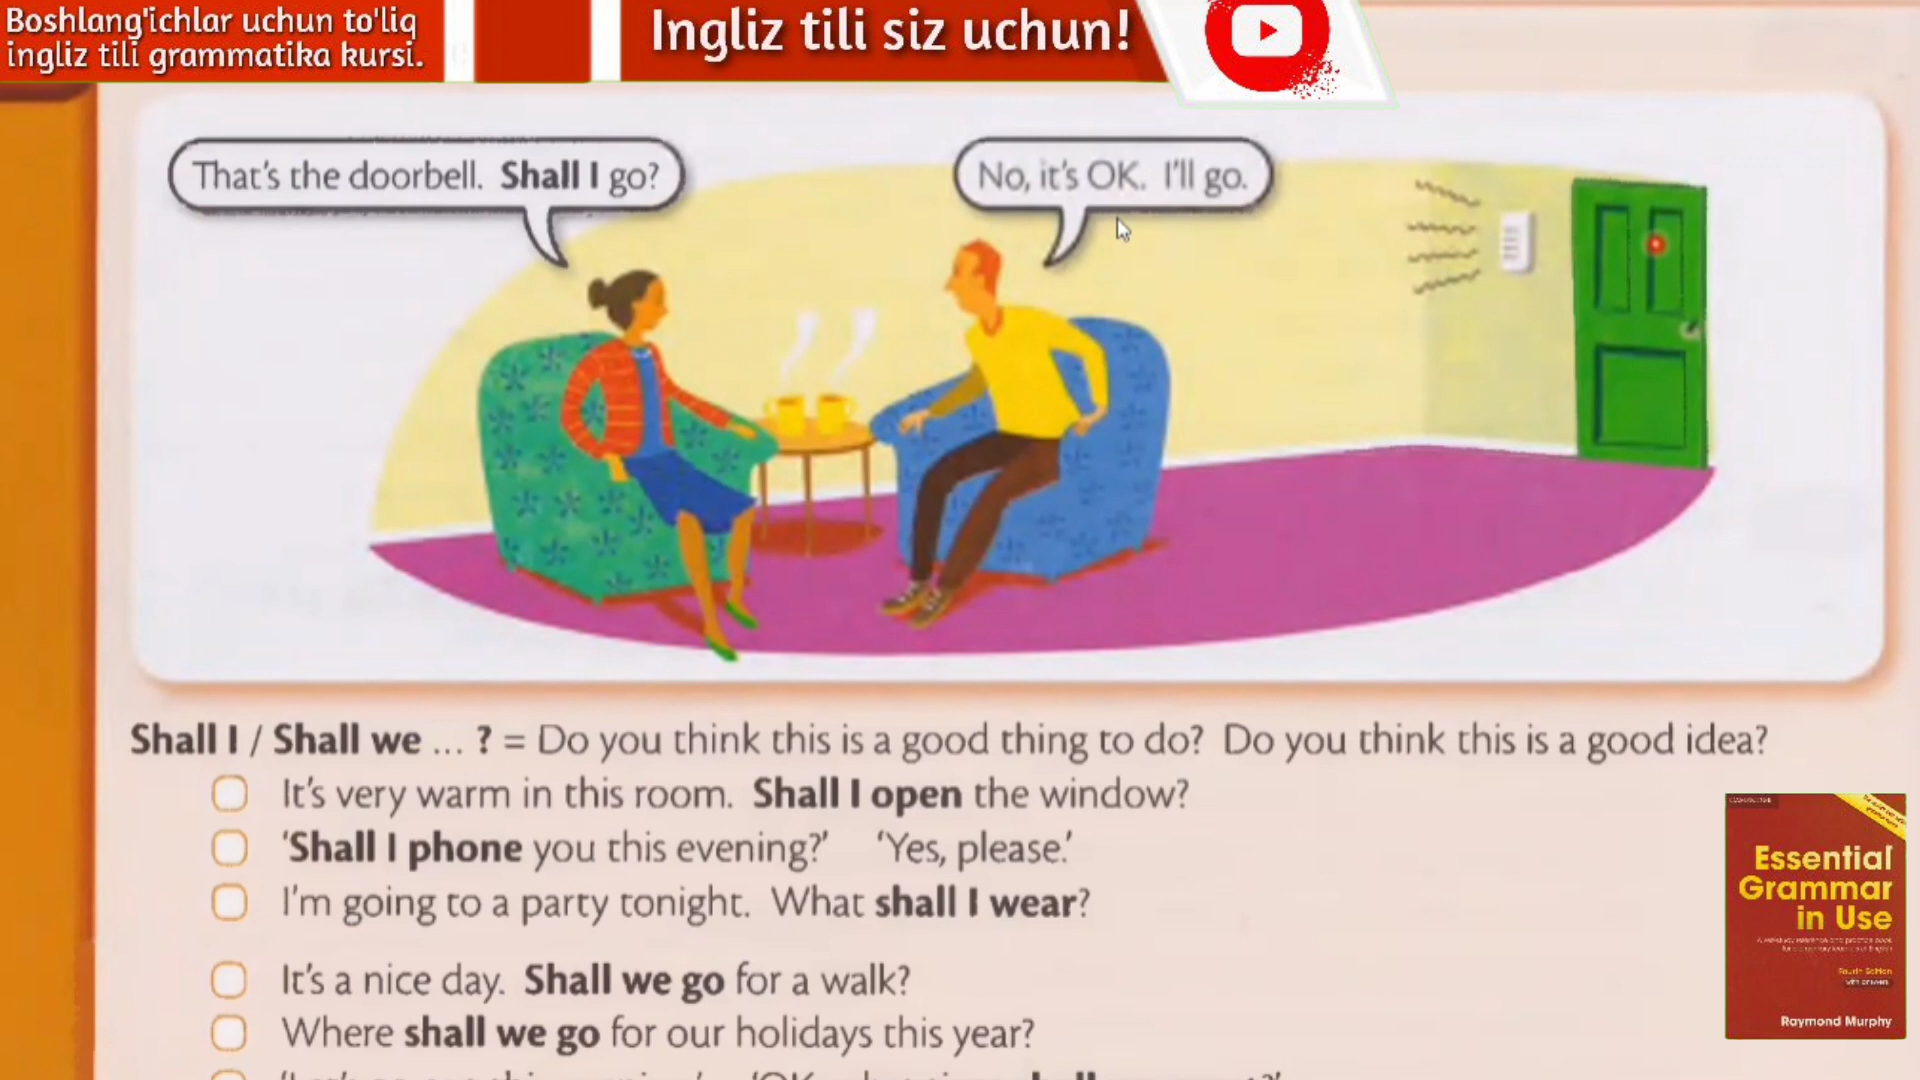 Boshlang'ichlar uchun to'liq
ingliz tili grammatika kursi.
Ingliz tili siz uchun!
That's the doorbell. Shall I go?
No, it's OK. I'll go.
Shall I / Shall we ... ? = Do you think this is a good thing to do? Do you think this is a good idea?
It's very warm in this room. Shall I open the window?
'Shall I phone you this evening?' 'Yes, please.'
I'm going to a party tonight. What shall I wear?
It's a nice day. Shall we go for a walk?
Where shall we go for our holidays this year?
Essential
Grammar
in Use
Fourth Edition
with answers
Raymond Murphy